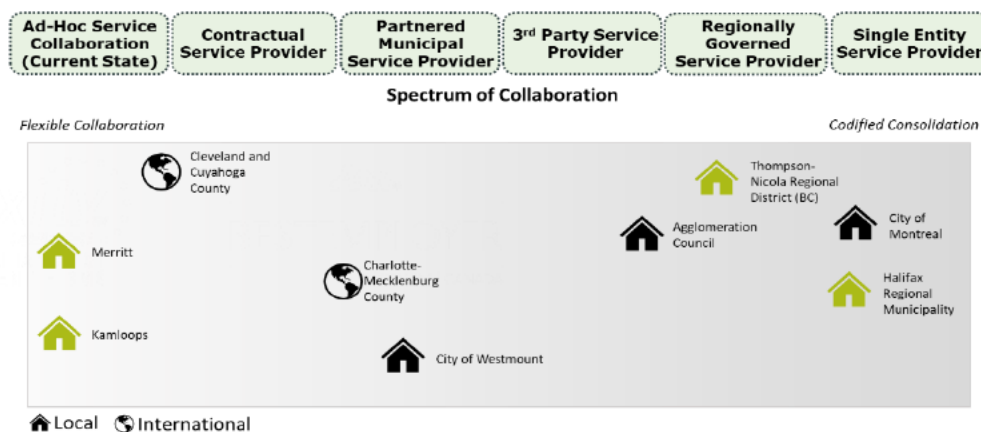 Ad-Hoc Service
Collaboration
(Current State)
Contractual
Service Provider
Partnered
Municipal
Service Provider
3rd Party Service
Provider
Regionally
Governed
Service Provider
Single Entity
Service Provider
Spectrum of Collaboration
Flexible Collaboration
Codified Consolidation
Cleveland and
Cuyahoga
County
Thompson-
Nicola Regional
District (BC)
Agglomeration
Council
City of
Montreal
Merritt
Charlotte-
Mecklenburg
County
Halifax
Regional
Municipality
Kamloops
City of Westmount
Local
International